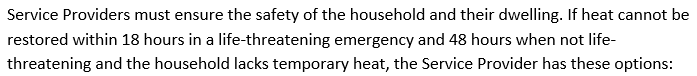 Service Providers must ensure the safety of the household and their dwelling. If heat cannot be
restored within 18 hours in a life-threatening emergency and 48 hours when not life-
threatening and the household lacks temporary heat, the Service Provider has these options: